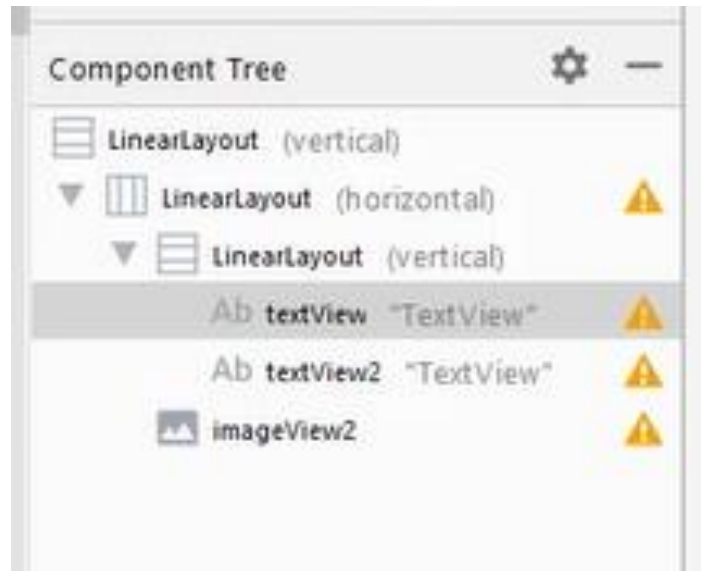 Component Tree
LinearLayout (vertical)
LinearLayout (horizontal)
LinearLayout (vertical)
Ab textView "TextView"
Ab textView2 "TextView"
imageView2